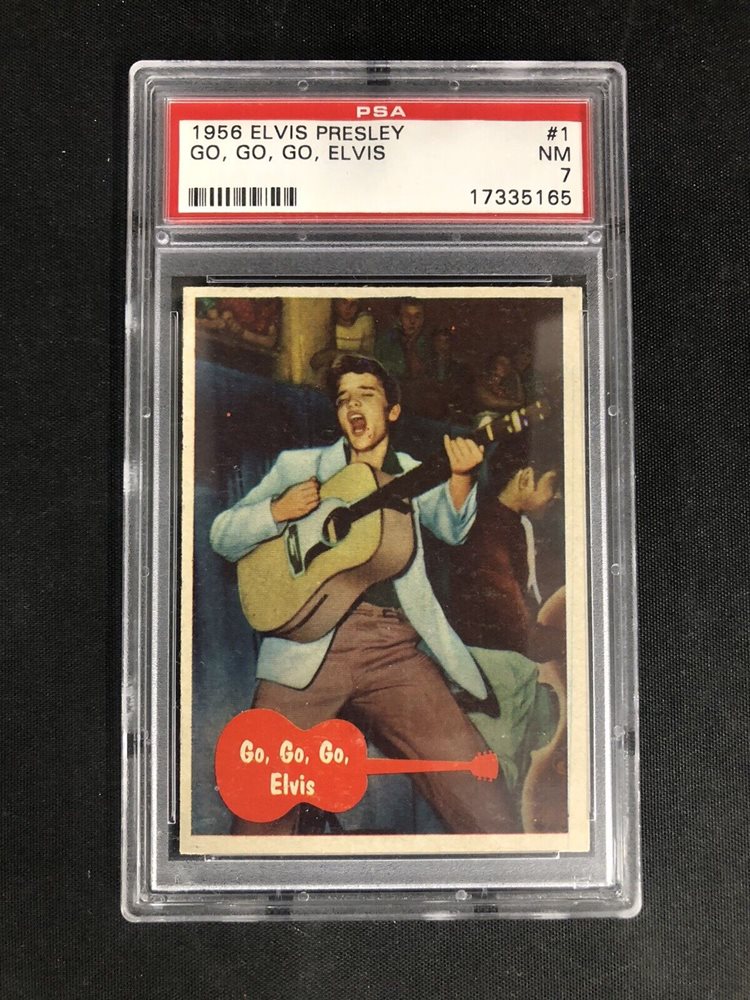 PSA
1956 ELVIS PRESLEY #1
GO, GO, GO, ELVIS NM
7
17335165
Go, Go, Go,
Elvis